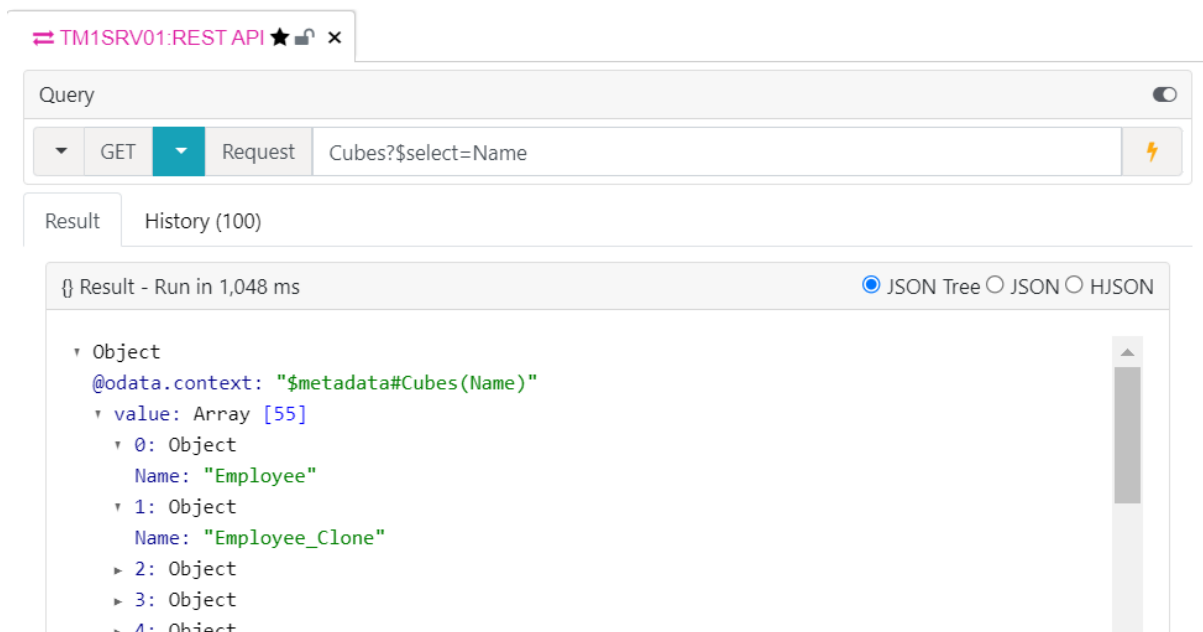 TM1SRV01:REST API
Query
GET Request Cubes?$select=Name
Result History (100)
{} Result - Run in 1,048 ms JSON Tree JSON HJSON
Object
@odata.context: "$metadata#Cubes(Name)"
value: Array [55]
0: Object
Name: "Employee"
1: Object
Name: "Employee_Clone"
2: Object
3: Object
4: Object